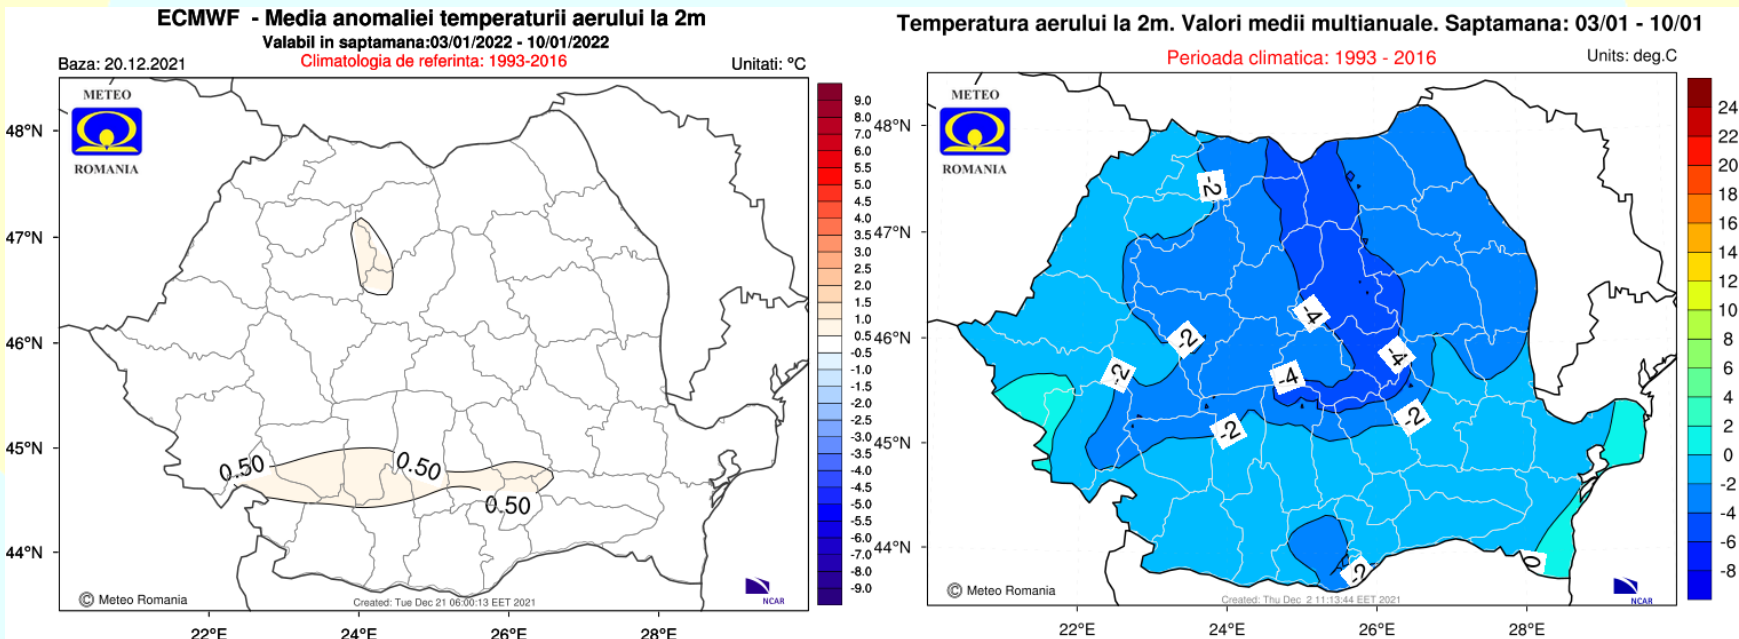 ECMWF - Media anomaliei temperaturii aerului la 2m
Valabil in saptamana:03/01/2022 - 10/01/2022
Climatologia de referinta: 1993-2016
Baza: 20.12.2021
Unitati: ºC
METEO
ROMANIA
48°N
47°N
46°N
45°N
44°N
22°E
24°E
26°E
28°E
0.50
0.50
0.50
9.0
8.0
7.0
6.0
5.5
5.0
4.5
4.0
3.5
3.0
2.5
2.0
1.5
1.0
0.5
-0.5
-1.0
-1.5
-2.0
-2.5
-3.0
-3.5
-4.0
-4.5
-5.0
-5.5
-6.0
-7.0
-8.0
-9.0
© Meteo Romania
Created: Tue Dec 21 06:00:13 EET 2021
NCAR
Temperatura aerului la 2m. Valori medii multianuale. Saptamana: 03/01 - 10/01
Perioada climatica: 1993 - 2016
Units: deg.C
METEO
ROMANIA
48°N
47°N
46°N
45°N
44°N
22°E
24°E
26°E
28°E
-2
-4
-2
-4
-2
-4
-2
-2
-2
0
24
22
20
18
16
14
12
10
8
6
4
2
0
-2
-4
-6
-8
© Meteo Romania
Created: Thu Dec 2 11:13:44 EET 2021
NCAR